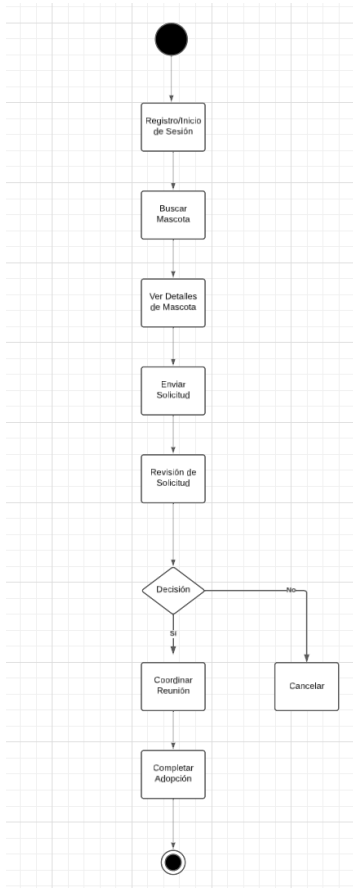 Registro/Inicio
de Sesión
Buscar
Mascota
Ver Detalles
de Mascota
Enviar
Solicitud
Revisión de
Solicitud
Decisión
No
Sí
Coordinar
Reunión
Cancelar
Completar
Adopción